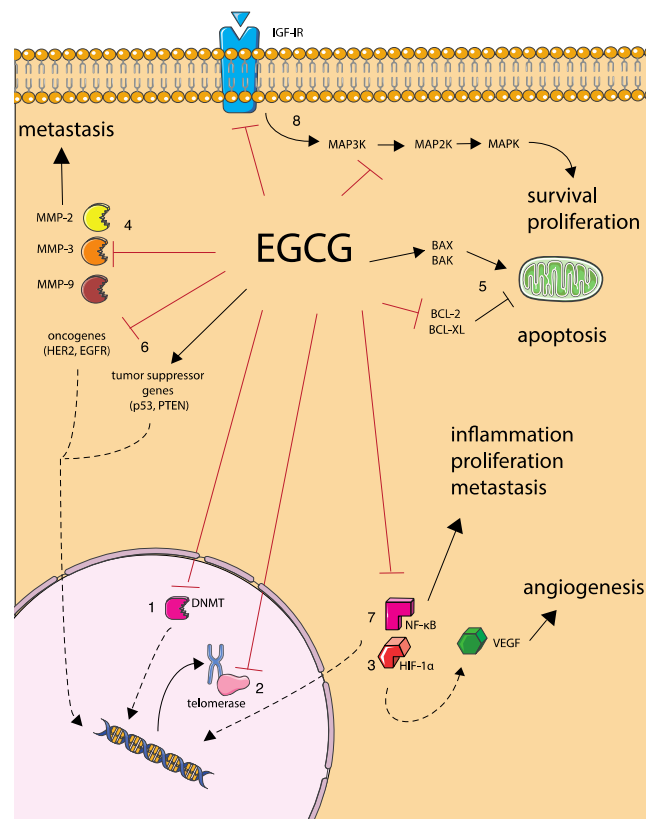 IGF-IR
8
MAP3K
MAP2K
MAPK
metastasis
survival
proliferation
MMP-2
4
MMP-3
MMP-9
EGCG
BAX
BAK
5
BCL-2
BCL-XL
apoptosis
oncogenes
(HER2, EGFR)
6
tumor suppressor
genes
(p53, PTEN)
inflammation
proliferation
metastasis
angiogenesis
1
DNMT
7
NF-κB
3
HIF-1α
VEGF
2
telomerase